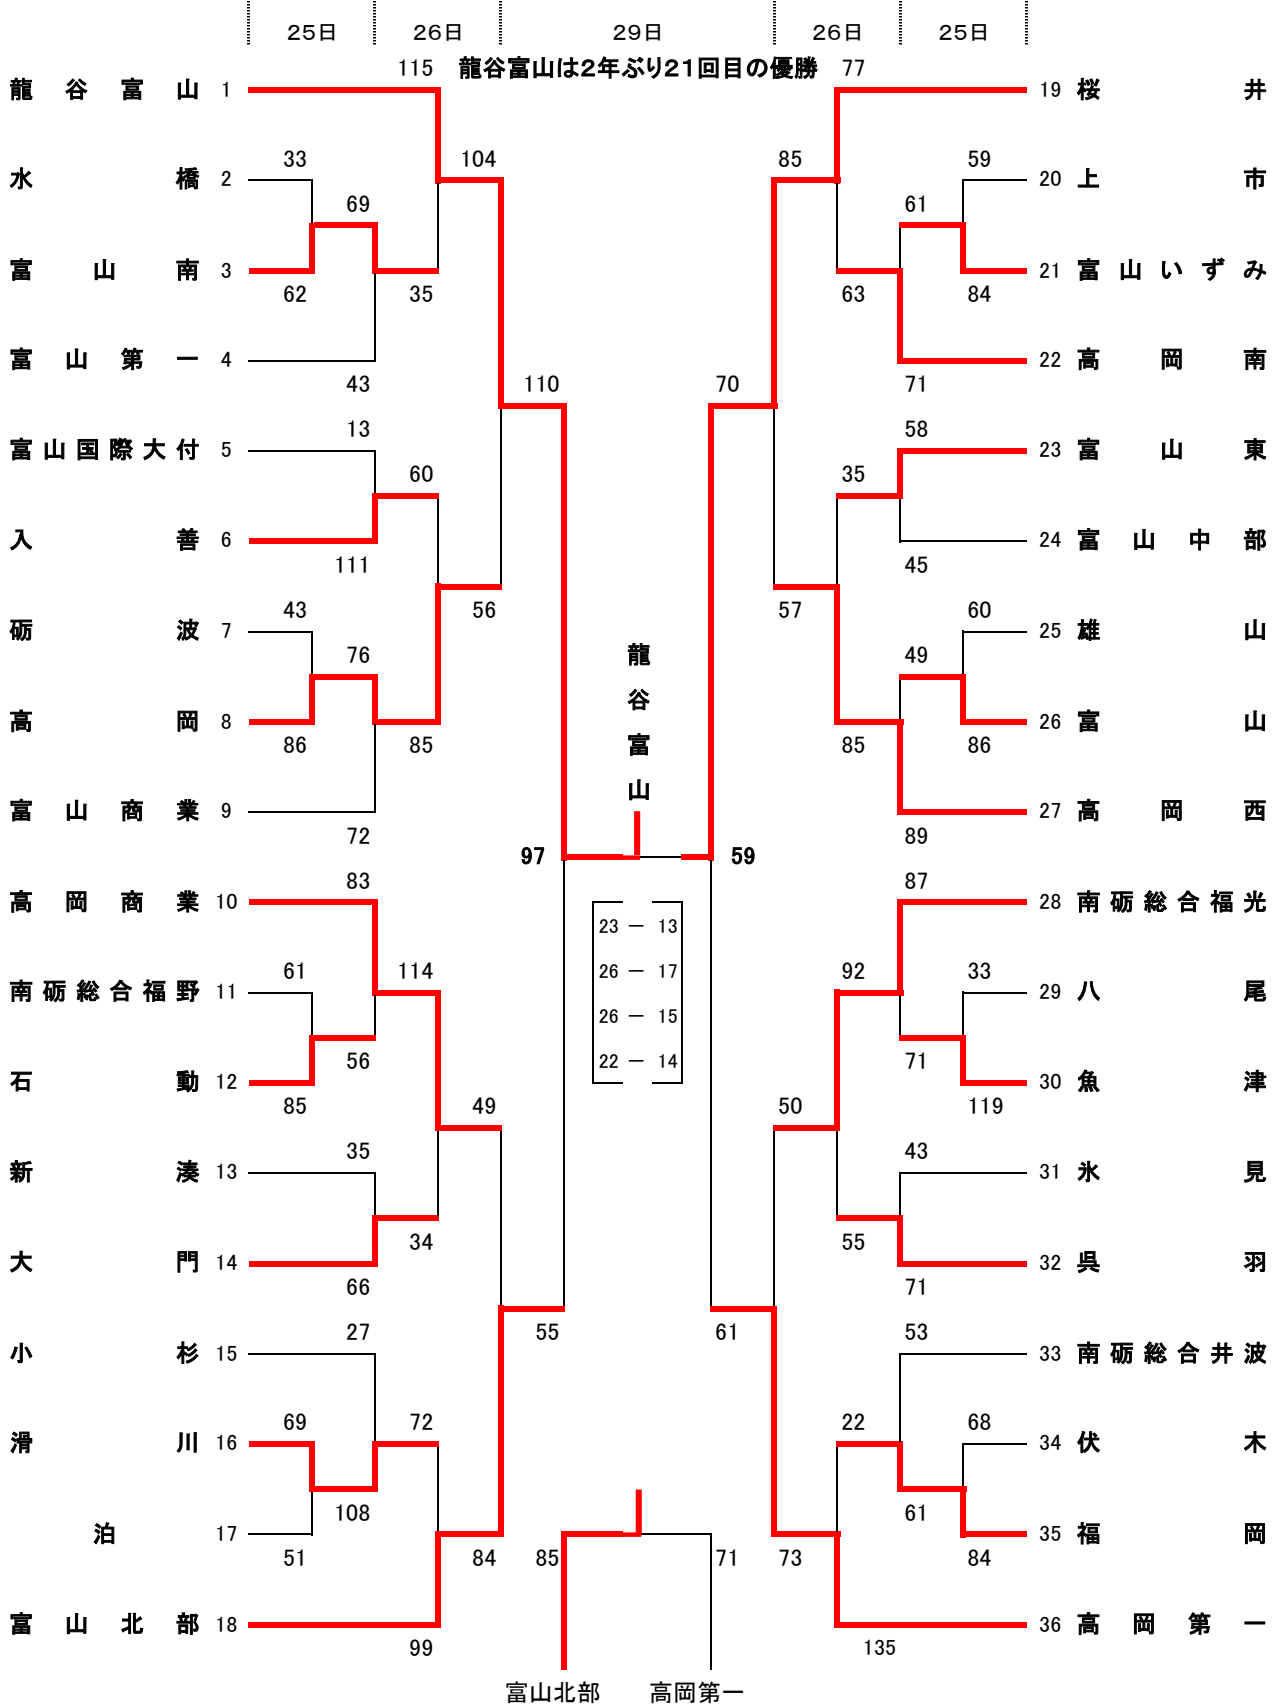 25日 26日 29日 26日 25日
115 龍谷富山は2年ぶり21回目の優勝 77
龍谷富山 1 19 桜井
33 104 85 59
水橋 2 20 上市
69 61
富山南 3 21 富山いずみ
62 35 63 84
富山第一 4 22 高岡南
43 110 70 71
13 58
富山国際大付 5 23 富山東
60 35
入善 6 24 富山中部
111 45
43 56 57 60
砺波 7 25 雄山
76 49
高岡 8 26 富山
86 85 85 86
龍谷富山
富山商業 9 27 高岡西
72 89
97 59
83 87
高岡商業 10 28 南砺総合福光
23 － 13
61 114 92 33
26 － 17
南砺総合福野 11 29 八尾
26 － 15
56 71
22 － 14
石動 12 30 魚津
85 49 50 119
35 43
新湊 13 31 氷見
34 55
大門 14 32 呉羽
66 71
27 55 61 53
小杉 15 33 南砺総合井波
69 72 22 68
滑川 16 34 伏木
108 61
泊 17 35 福岡
51 84 85 71 73 84
富山北部 18 36 高岡第一
99 135
富山北部 高岡第一